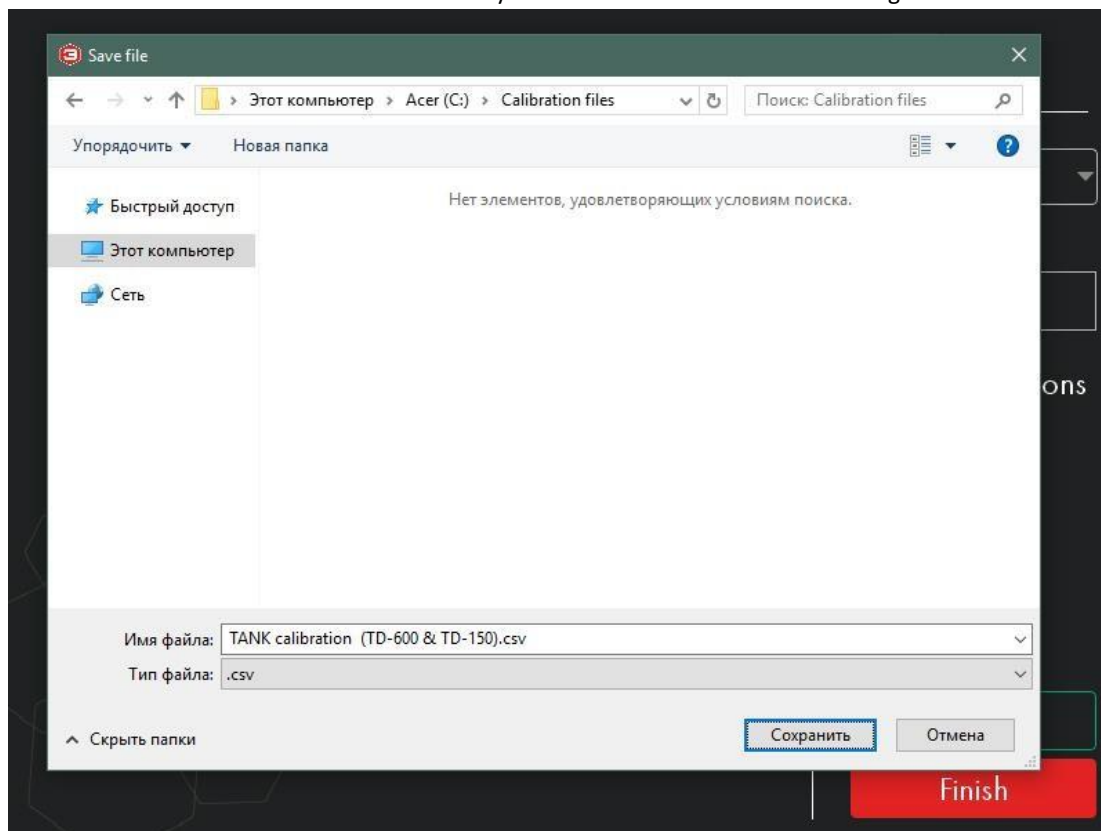 Save file
Этот компьютер > Acer (C:) > Calibration files
Поиск: Calibration files
Упорядочить
Новая папка
Быстрый доступ
Этот компьютер
Сеть
Нет элементов, удовлетворяющих условиям поиска.
ons
Имя файла: TANK calibration (TD-600 & TD-150).csv
Тип файла: .csv
Скрыть папки
Сохранить
Отмена
Finish